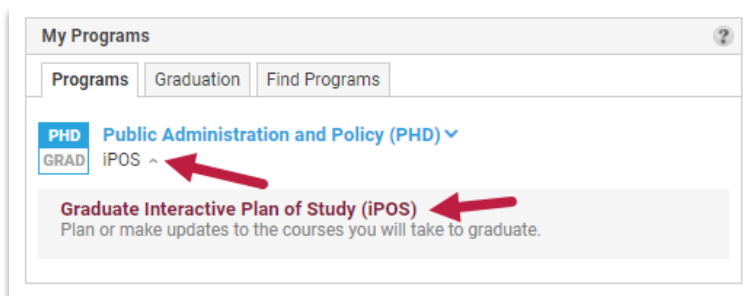 My Programs
?
Programs Graduation Find Programs
PHD Public Administration and Policy (PHD)
GRAD iPOS
Graduate Interactive Plan of Study (iPOS)
Plan or make updates to the courses you will take to graduate.